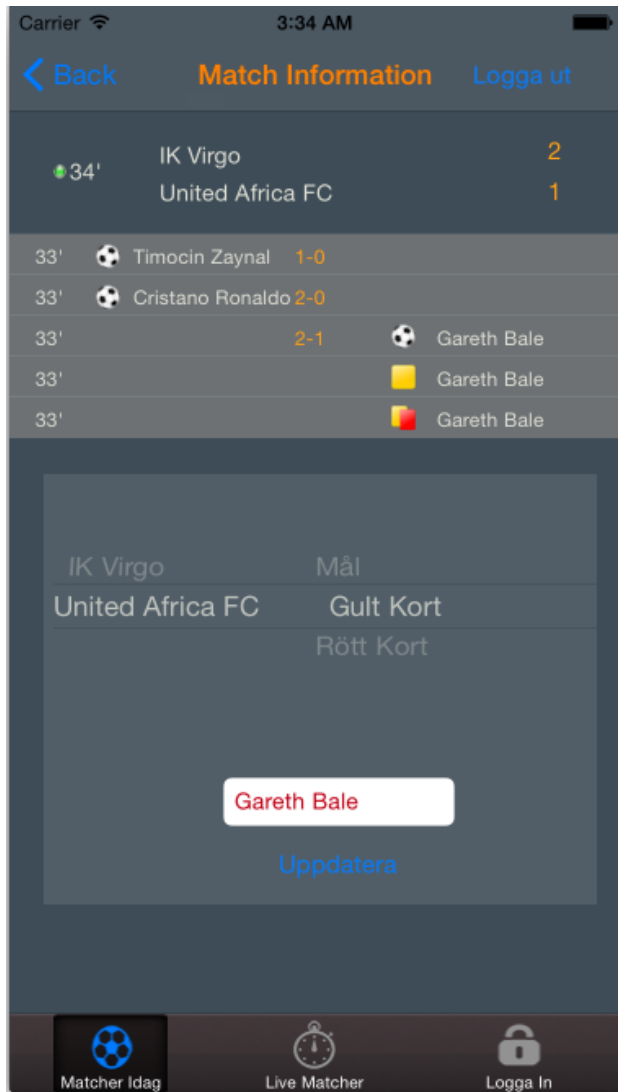 Carrier 3:34 AM
Back Match Information Logga ut
IK Virgo 2
34'
United Africa FC 1
33' Timocin Zaynal 1-0
33' Cristano Ronaldo 2-0
33' 2-1 Gareth Bale
33' Gareth Bale
33' Gareth Bale
IK Virgo Mål
United Africa FC Gult Kort
Rött Kort
Gareth Bale
Uppdatera
Matcher Idag Live Matcher Logga In